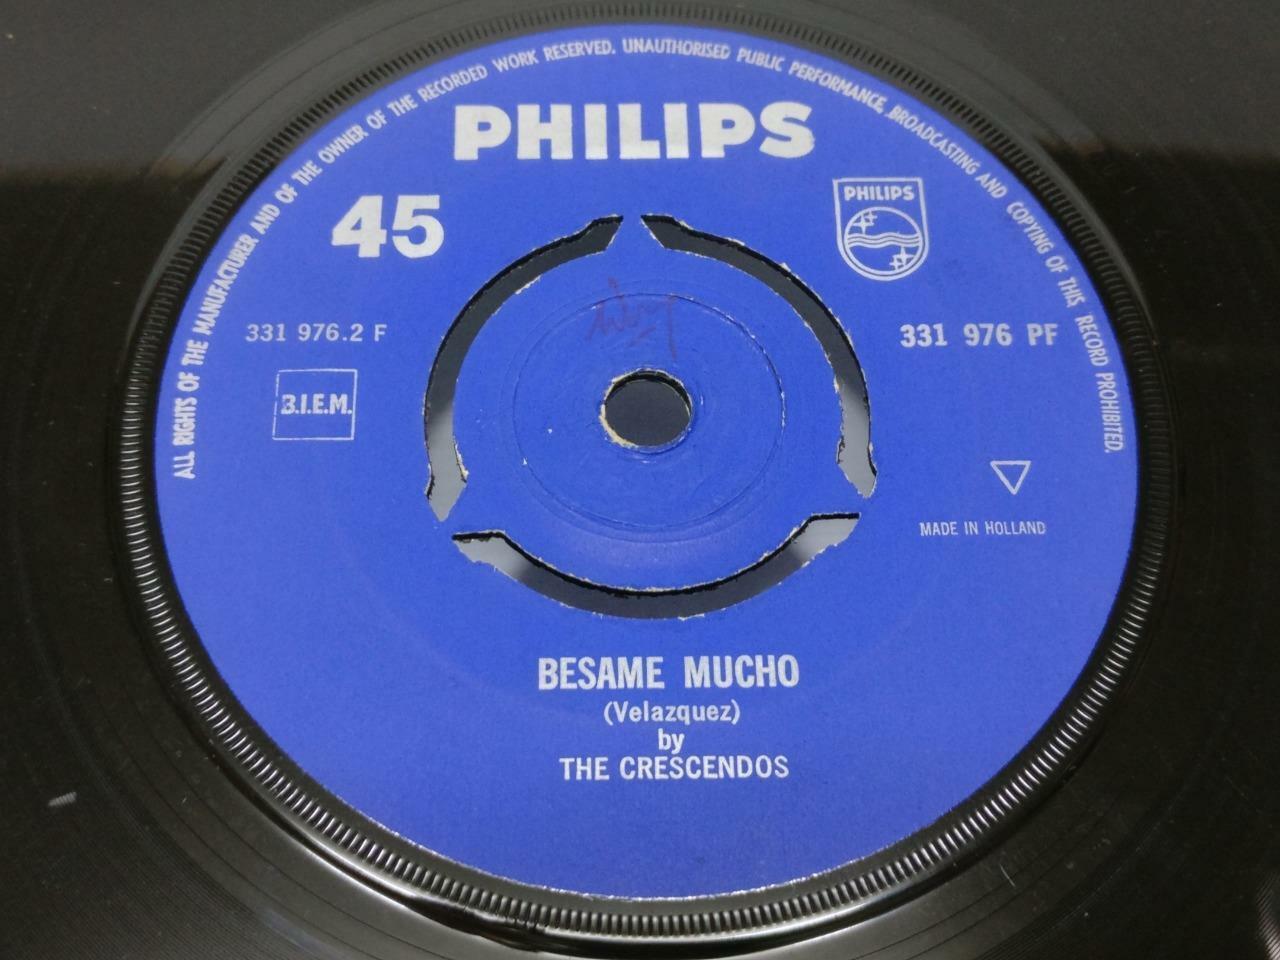 ALL RIGHTS OF THE MANUFACTURER AND OF THE OWNER OF THE RECORDED WORK RESERVED. UNAUTHORISED PUBLIC PERFORMANCE, BROADCASTING AND COPYING OF THIS RECORD PROHIBITED.
PHILIPS
45
PHILIPS
331 976.2 F
331 976 PF
B.I.E.M.
MADE IN HOLLAND
BESAME MUCHO
(Velazquez)
by
THE CRESCENDOS